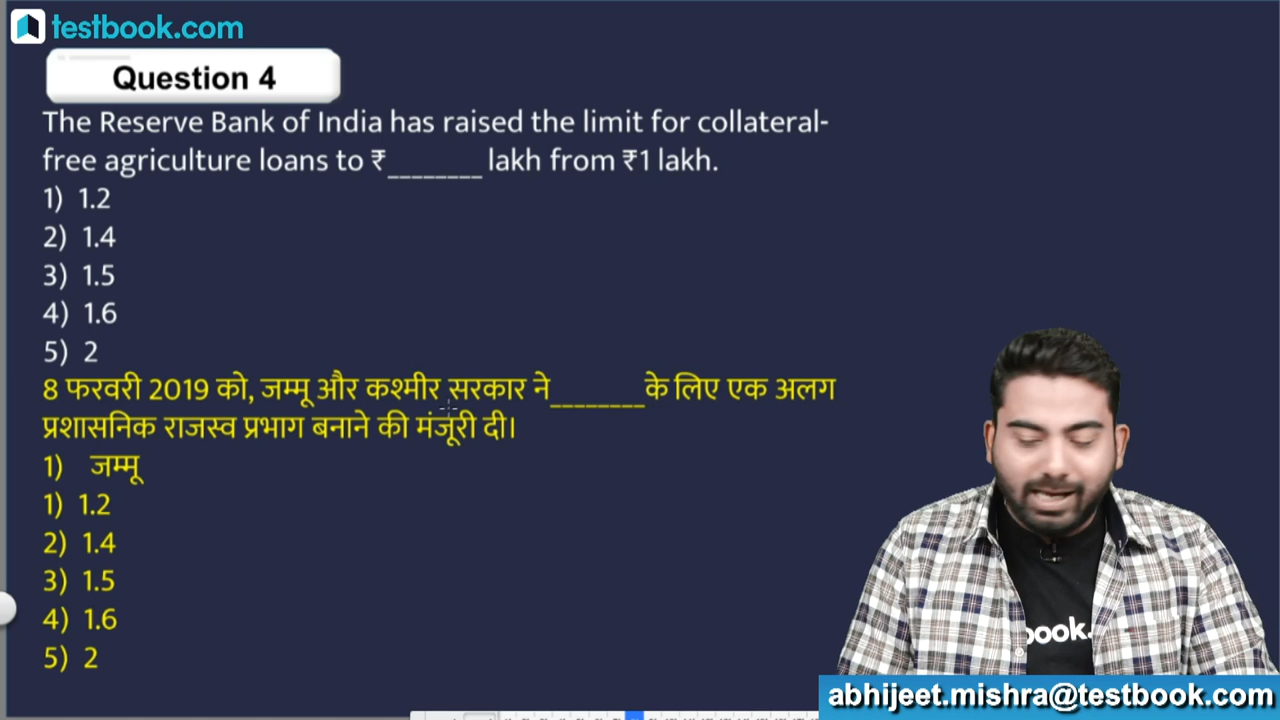 testbook.com
Question 4
The Reserve Bank of India has raised the limit for collateral-
free agriculture loans to ₹________ lakh from ₹1 lakh.
1) 1.2
2) 1.4
3) 1.5
4) 1.6
5) 2
8 फरवरी 2019 को, जम्मू और कश्मीर सरकार ने________के लिए एक अलग
प्रशासनिक राजस्व प्रभाग बनाने की मंजूरी दी।
1) जम्मू
1) 1.2
2) 1.4
3) 1.5
4) 1.6
5) 2
book.
abhijeet.mishra@testbook.com